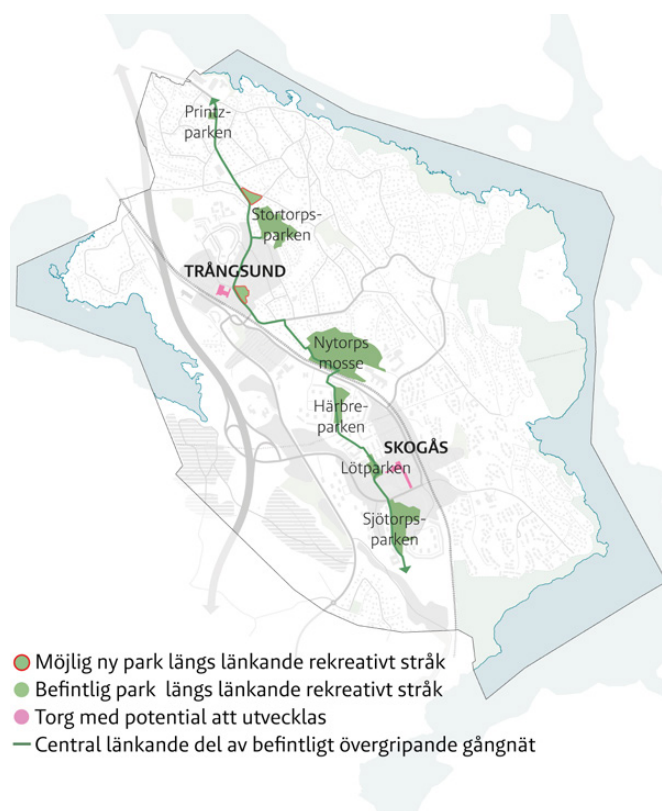 Printz-
parken
Stortorps-
parken
TRÅNGSUND
Nytorps
mosse
Härbre-
parken
SKOGÅS
Lötparken
Sjötorps-
parken
Möjlig ny park längs länkande rekreativt stråk
Befintlig park längs länkande rekreativt stråk
Torg med potential att utvecklas
Central länkande del av befintligt övergripande gångnät